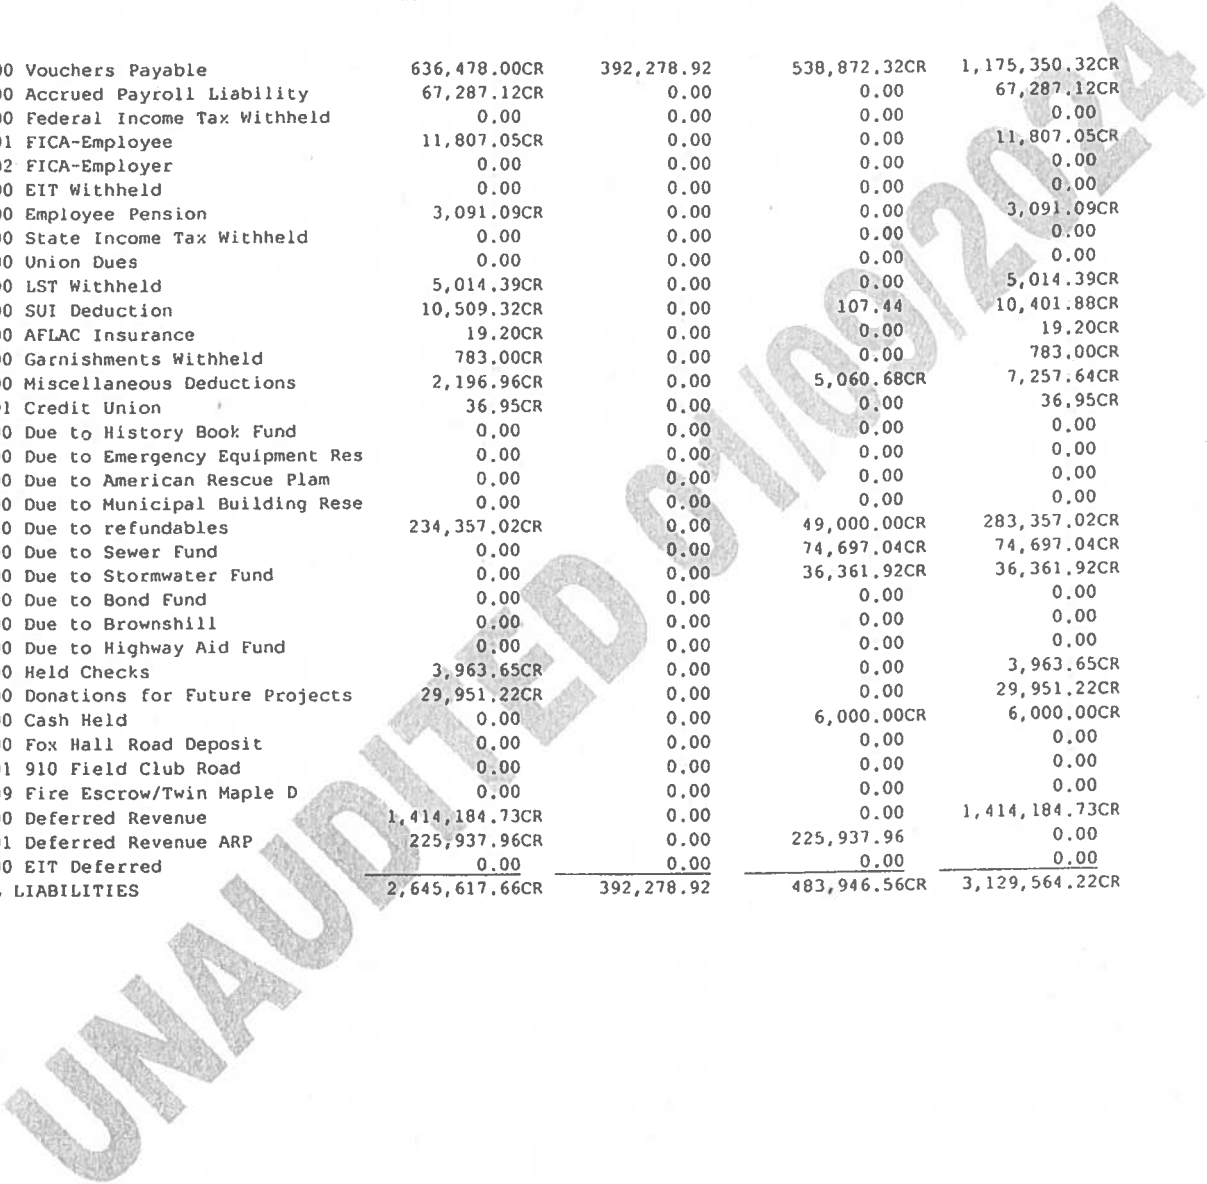 00 Vouchers Payable 636,478.00CR 392,278.92 538,872.32CR 1,175,350.32CR
00 Accrued Payroll Liability 67,287.12CR 0.00 0.00 67,287.12CR
00 Federal Income Tax Withheld 0.00 0.00 0.00 0.00
01 FICA-Employee 11,807.05CR 0.00 0.00 11,807.05CR
02 FICA-Employer 0.00 0.00 0.00 0.00
00 EIT Withheld 0.00 0.00 0.00 0.00
00 Employee Pension 3,091.09CR 0.00 0.00 3,091.09CR
00 State Income Tax Withheld 0.00 0.00 0.00 0.00
00 Union Dues 0.00 0.00 0.00 0.00
00 LST Withheld 5,014.39CR 0.00 0.00 5,014.39CR
00 SUI Deduction 10,509.32CR 0.00 107.44 10,401.88CR
00 AFLAC Insurance 19.20CR 0.00 0.00 19.20CR
00 Garnishments Withheld 783.00CR 0.00 0.00 783.00CR
00 Miscellaneous Deductions 2,196.96CR 0.00 5,060.68CR 7,257.64CR
01 Credit Union 36.95CR 0.00 0.00 36.95CR
0 Due to History Book Fund 0.00 0.00 0.00 0.00
0 Due to Emergency Equipment Res 0.00 0.00 0.00 0.00
0 Due to American Rescue Plam 0.00 0.00 0.00 0.00
0 Due to Municipal Building Rese 0.00 0.00 0.00 0.00
0 Due to refundables 234,357.02CR 0.00 49,000.00CR 283,357.02CR
0 Due to Sewer Fund 0.00 0.00 74,697.04CR 74,697.04CR
0 Due to Stormwater Fund 0.00 0.00 36,361.92CR 36,361.92CR
0 Due to Bond Fund 0.00 0.00 0.00 0.00
0 Due to Brownshill 0.00 0.00 0.00 0.00
0 Due to Highway Aid Fund 0.00 0.00 0.00 0.00
00 Held Checks 3,963.65CR 0.00 0.00 3,963.65CR
00 Donations for Future Projects 29,951.22CR 0.00 0.00 29,951.22CR
0 Cash Held 0.00 0.00 6,000.00CR 6,000.00CR
00 Fox Hall Road Deposit 0.00 0.00 0.00 0.00
01 910 Field Club Road 0.00 0.00 0.00 0.00
9 Fire Escrow/Twin Maple D 0.00 0.00 0.00 0.00
00 Deferred Revenue 1,414,184.73CR 0.00 0.00 1,414,184.73CR
01 Deferred Revenue ARP 225,937.96CR 0.00 225,937.96 0.00
00 EIT Deferred 0.00 0.00 0.00 0.00
LIABILITIES 2,645,617.66CR 392,278.92 483,946.56CR 3,129,564.22CR
UNAUDITED 01/09/2024